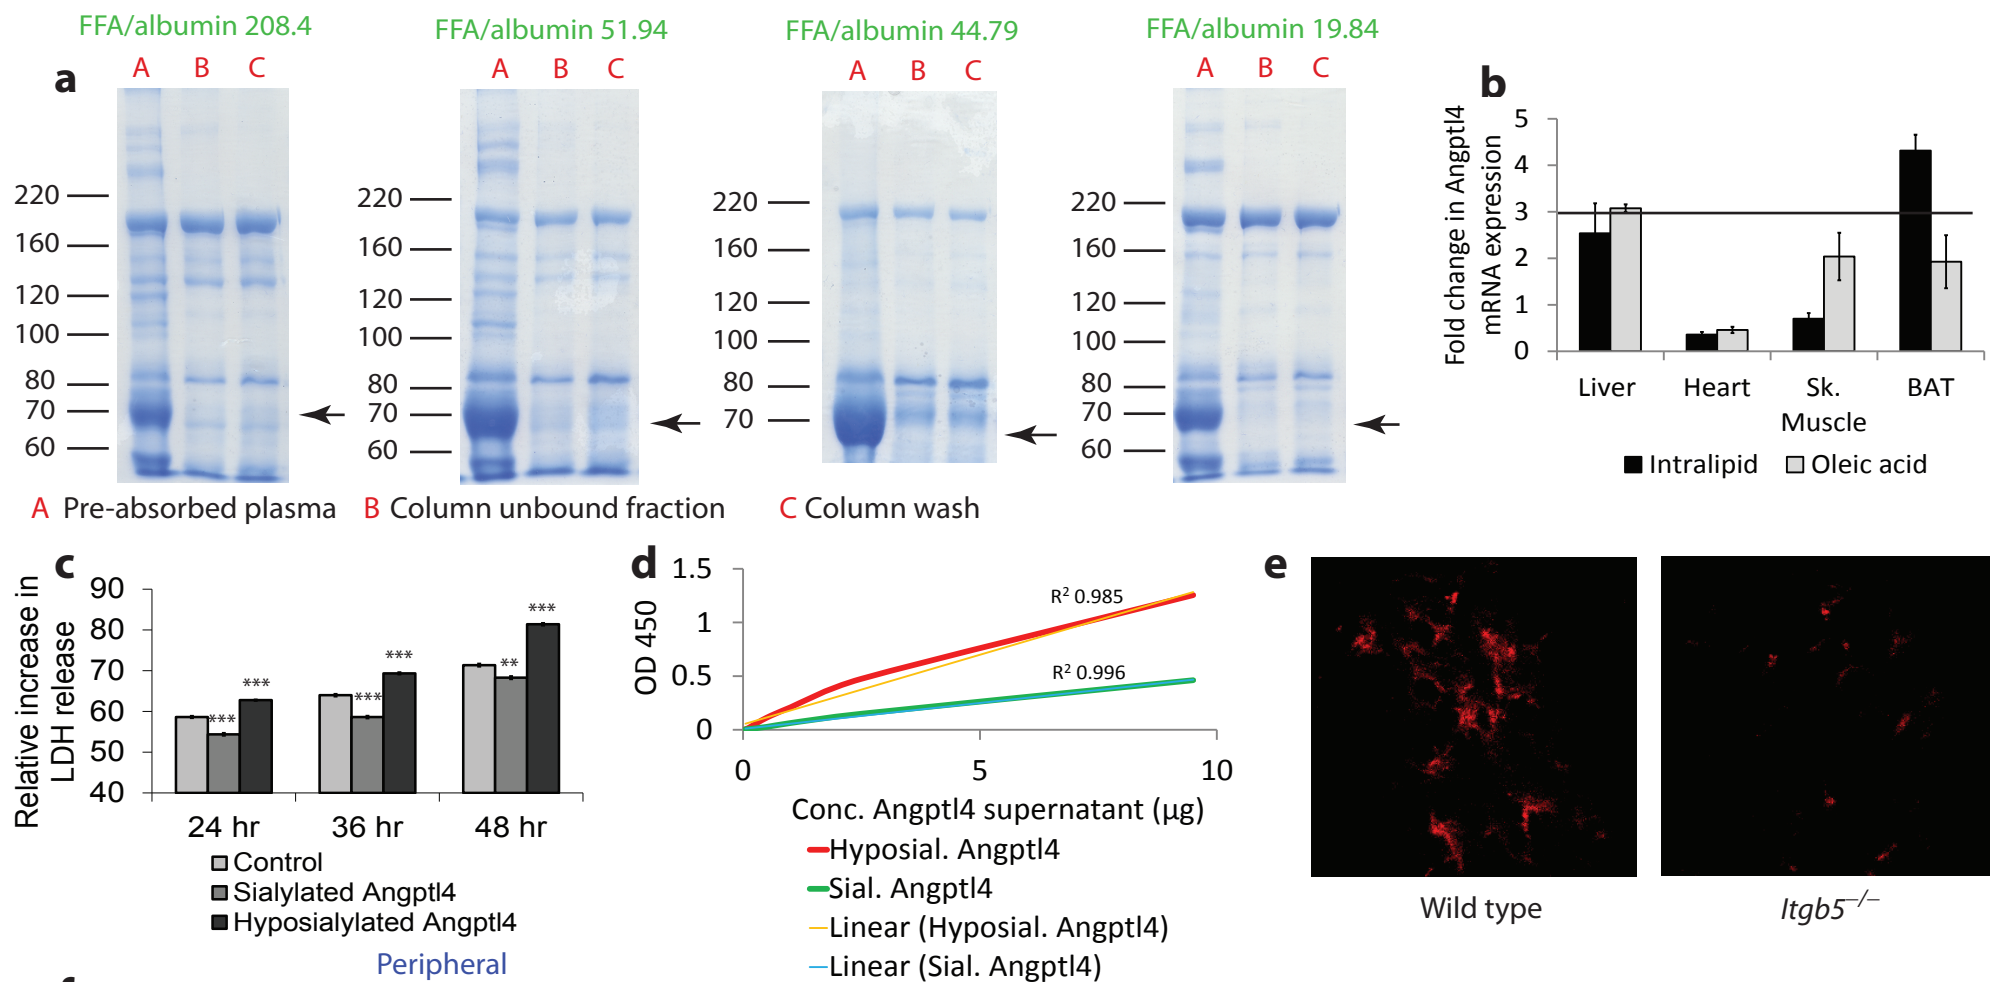 FFA/albumin 208.4
FFA/albumin 51.94
FFA/albumin 44.79
FFA/albumin 19.84
a
A B C
220
160
120
100
80
70
60
A B C
220
160
120
100
80
70
60
A B C
220
160
120
100
80
70
A B C
220
160
120
100
80
70
60
A Pre-absorbed plasma B Column unbound fraction C Column wash
b
Fold change in Angptl4
mRNA expression
5
4
3
2
1
0
Liver Heart Sk. BAT
Muscle
Intralipid Oleic acid
c
Relative increase in
LDH release
90
80
70
60
50
40
*** ***
*** ***
** ***
24 hr 36 hr 48 hr
Control
Sialylated Angptl4
Hyposialylated Angptl4
Peripheral
d
OD 450
1.5
1
0.5
0
R² 0.985
R² 0.996
0 5 10
Conc. Angptl4 supernatant (µg)
Hyposial. Angptl4
Sial. Angptl4
Linear (Hyposial. Angptl4)
Linear (Sial. Angptl4)
e
Wild type
Itgb5⁻/⁻